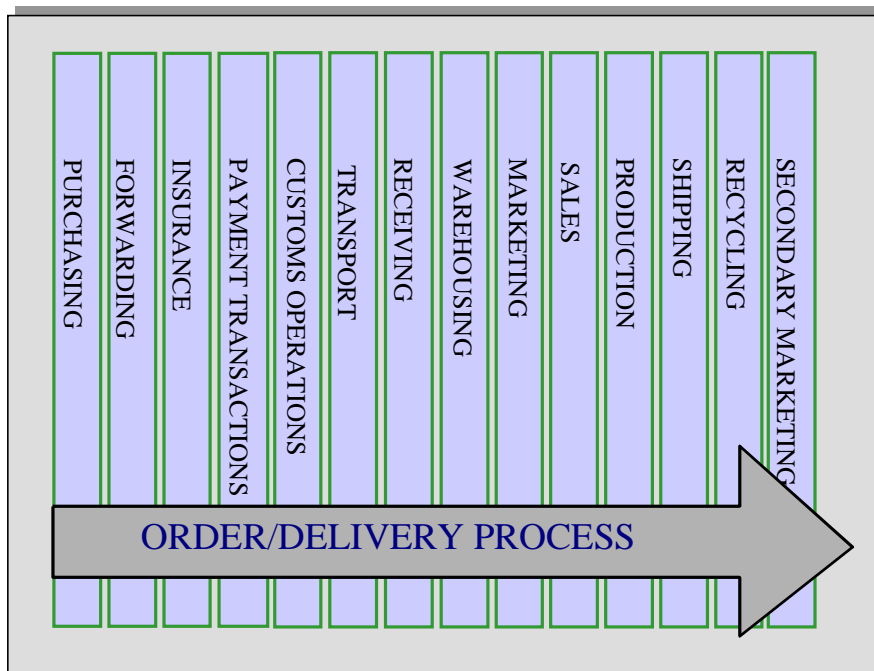 PURCHASING
FORWARDING
INSURANCE
PAYMENT TRANSACTIONS
CUSTOMS OPERATIONS
TRANSPORT
RECEIVING
WAREHOUSING
MARKETING
SALES
PRODUCTION
SHIPPING
RECYCLING
SECONDARY MARKETING
ORDER/DELIVERY PROCESS